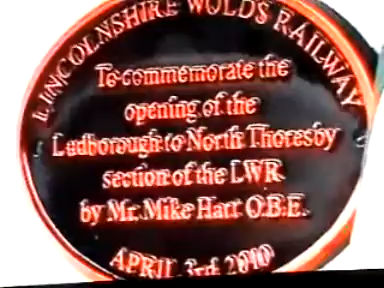 LINCOLNSHIRE WOLDS RAILWAY
To commemorate the
opening of the
Ludborough to North Thoresby
section of the LWR
by Mr. Mike Hart O.B.E.
APRIL 3rd. 2010